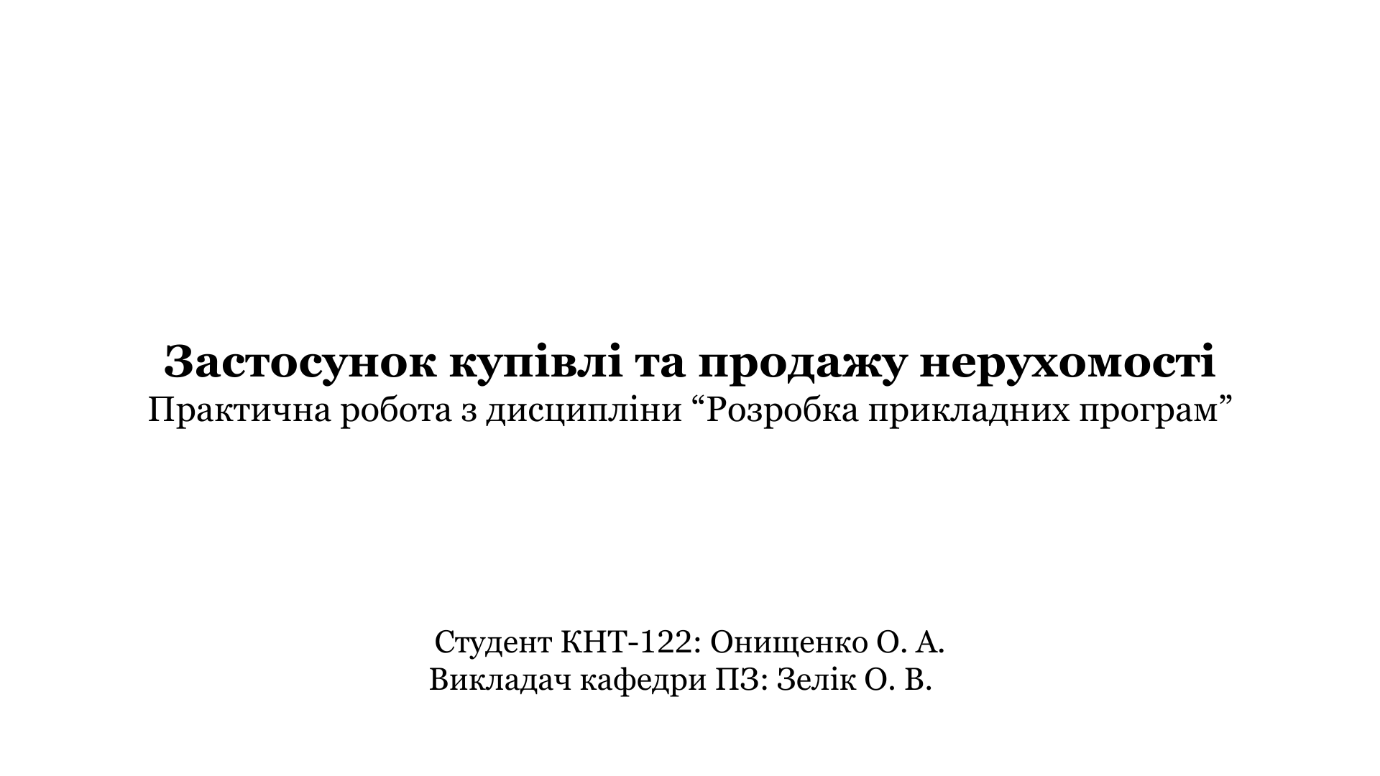 Застосунок купівлі та продажу нерухомості
Практична робота з дисципліни “Розробка прикладних програм”
Студент КНТ-122: Онищенко О. А.
Викладач кафедри ПЗ: Зелік О. В.